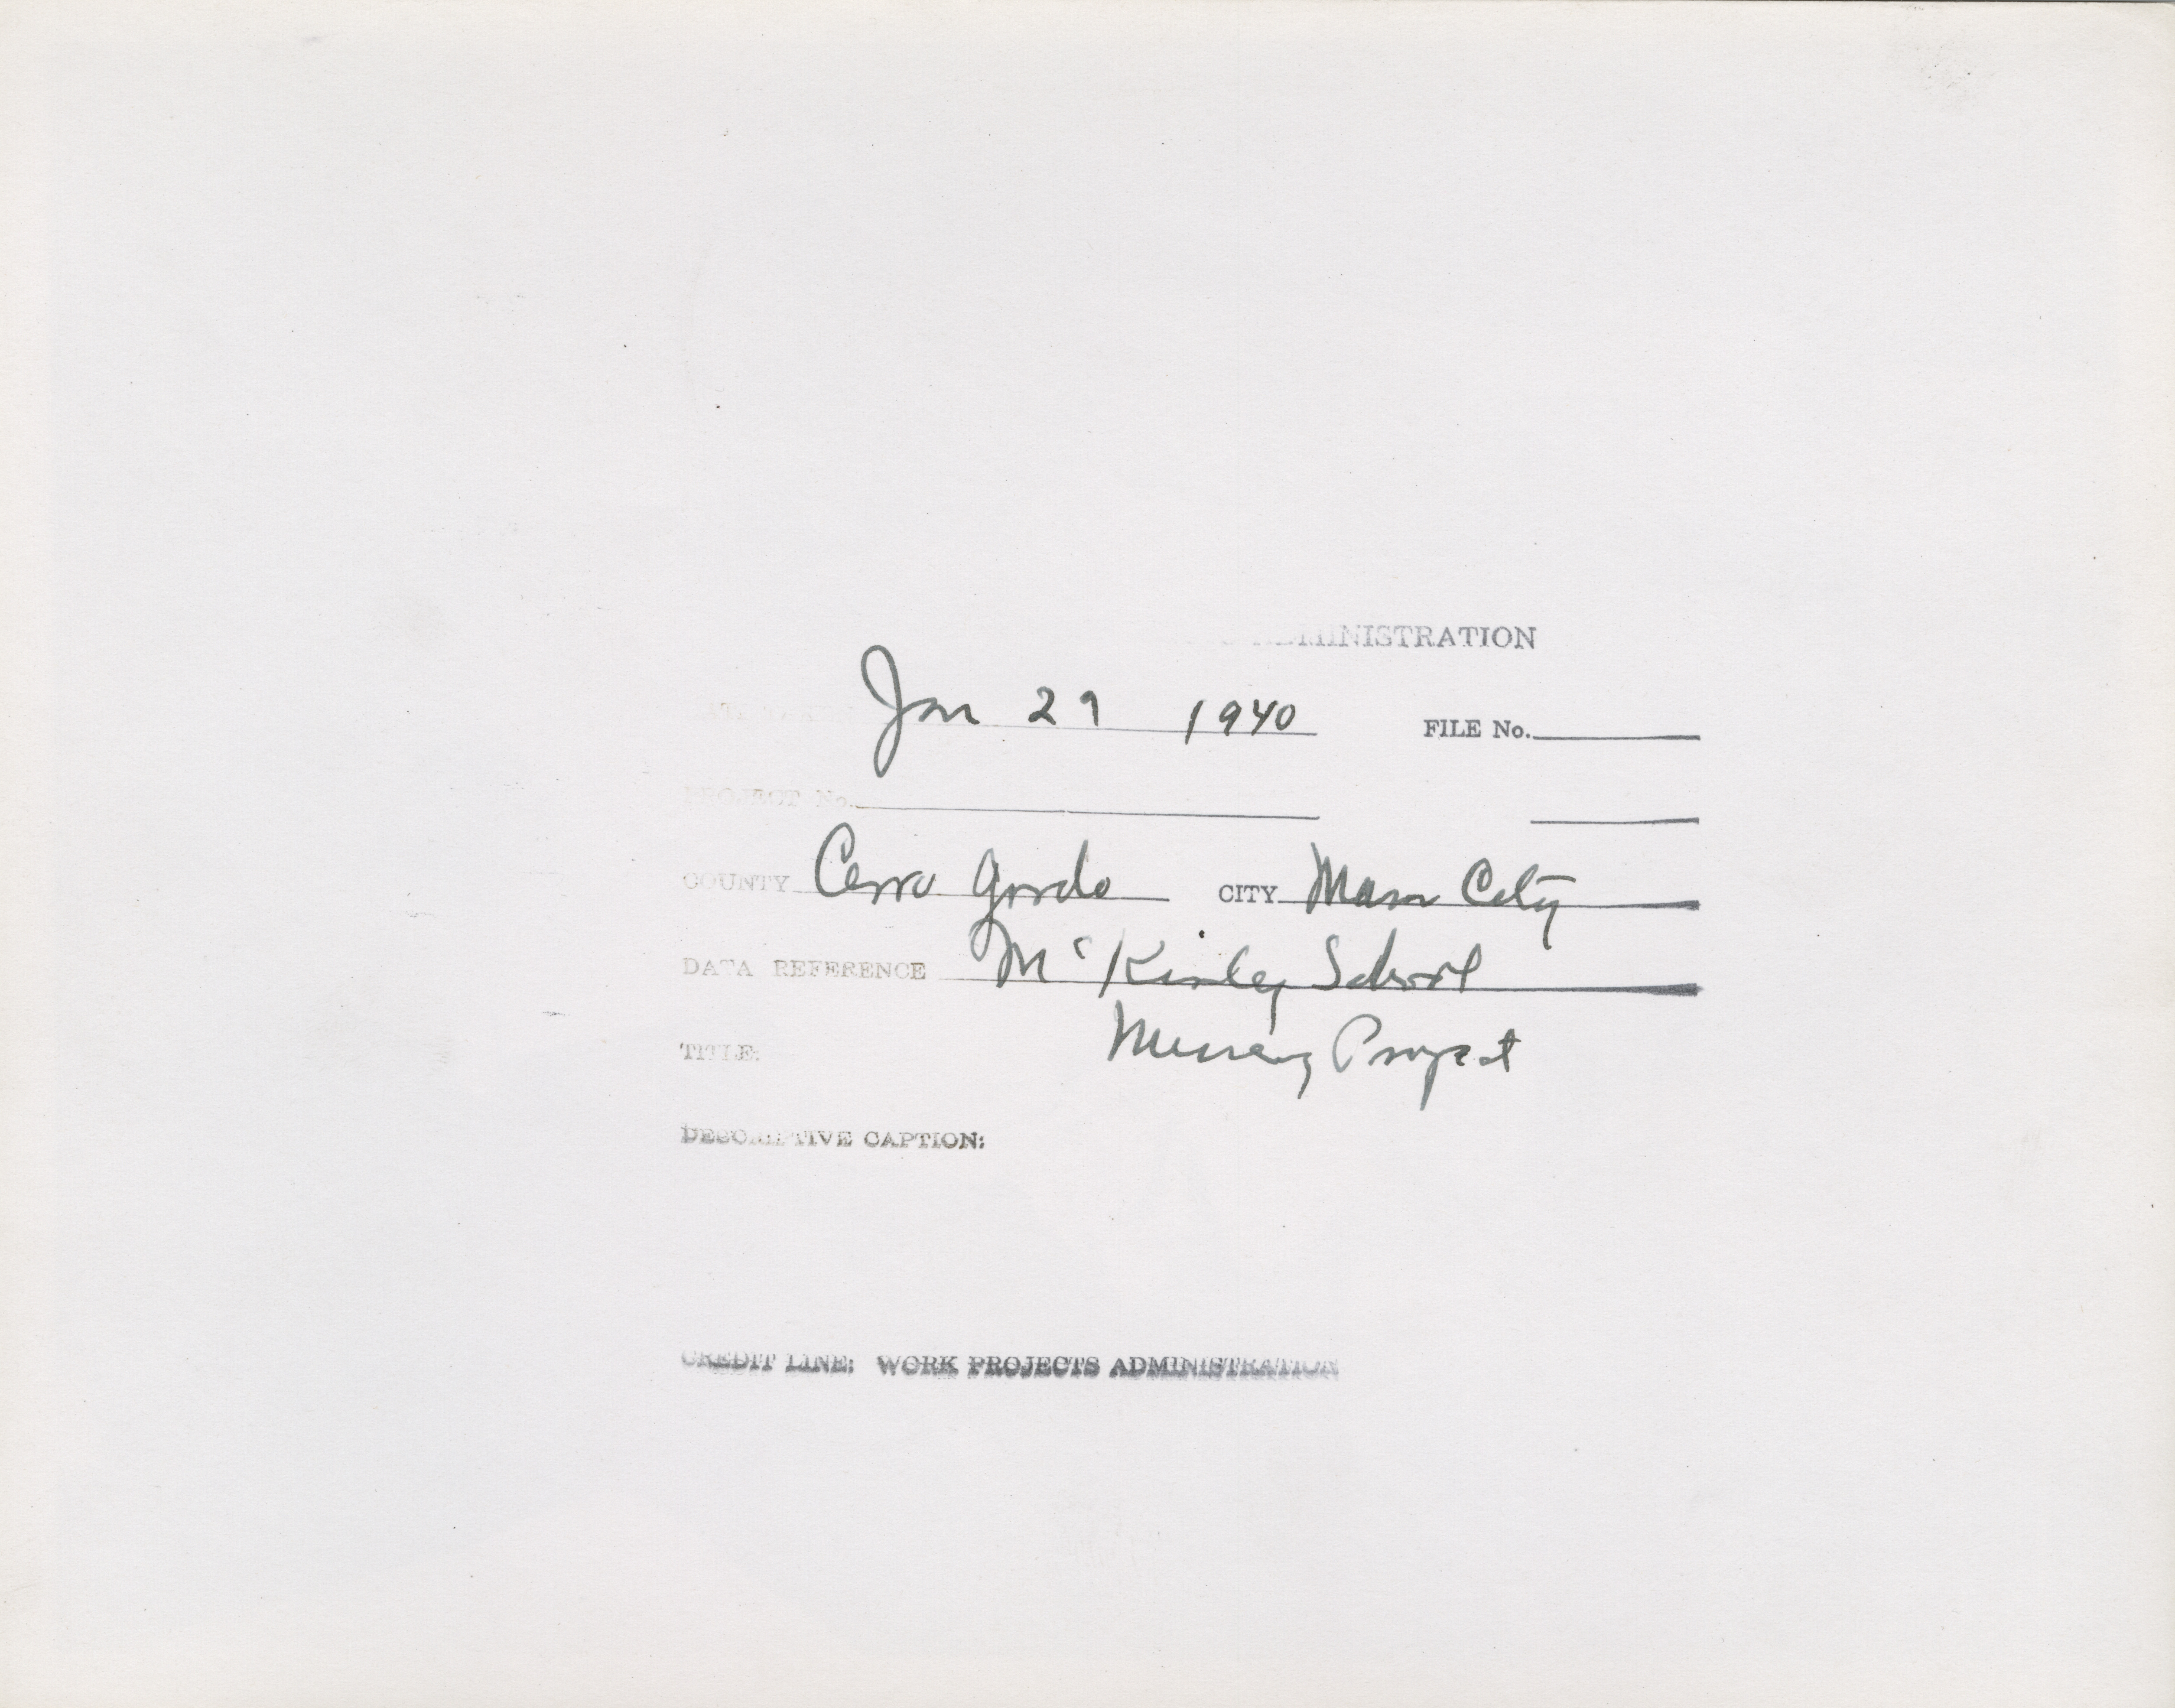 ADMINISTRATION
Jan 29 1940 FILE No.
PROJECT No.
COUNTY Cerro Gordo CITY Mason City
DATA REFERENCE McKinley School
TITLE: Project
DESCRIPTIVE CAPTION:
CREDIT LINE: WORK PROJECTS ADMINISTRATION